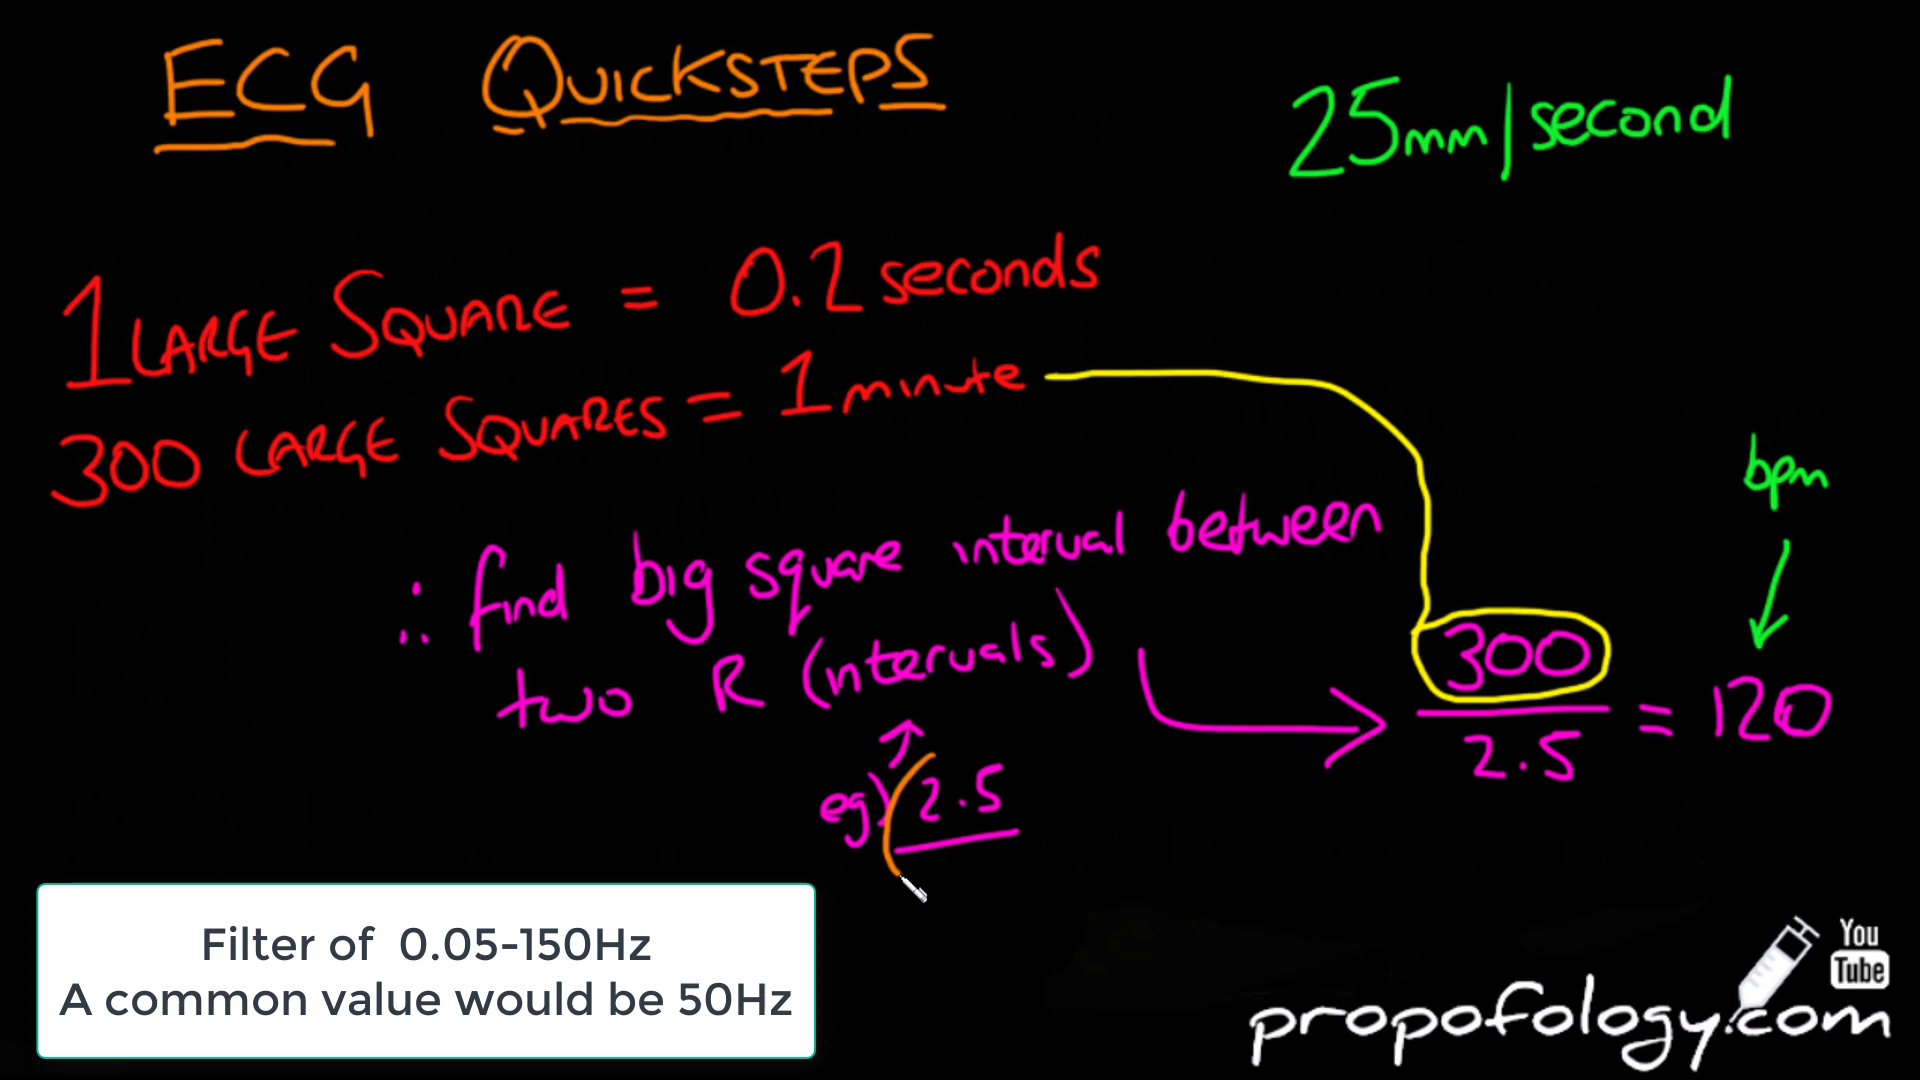 ECG QUICKSTEPS
25mm/second
1 LARGE SQUARE = 0.2 seconds
300 LARGE SQUARES = 1 minute
∴ find big square interval between
two R (intervals)
eg) 2.5
bpm
300
2.5
= 120
Filter of 0.05-150Hz
A common value would be 50Hz
You
Tube
propofology.com